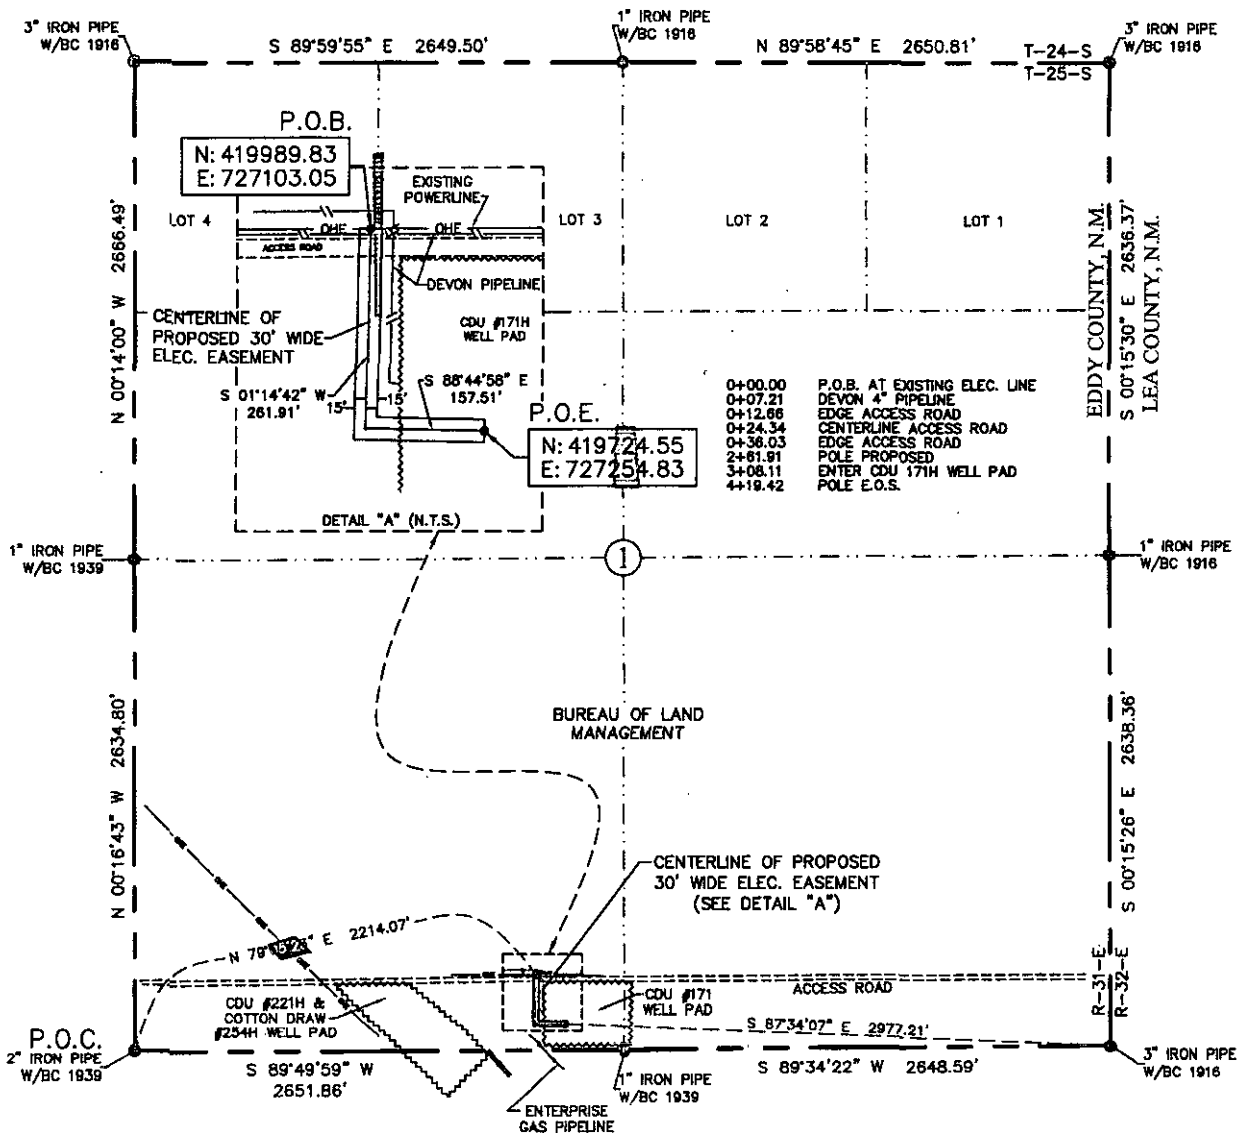 3" IRON PIPE
W/BC 1916
S 89°59'55" E 2649.50'
1" IRON PIPE
W/BC 1916
N 89°58'45" E 2650.81'
3" IRON PIPE
W/BC 1916
T-24-S
T-25-S
P.O.B.
N: 419989.83
E: 727103.05
EXISTING
POWERLINE
LOT 4
LOT 3
LOT 2
LOT 1
OHE
OHE
ACCESS ROAD
DEVON PIPELINE
CENTERLINE OF
PROPOSED 30' WIDE
ELEC. EASEMENT
CDU #171H
WELL PAD
N 00°14'00" W 2666.49'
EDDY COUNTY, N.M.
LEA COUNTY, N.M.
S 00°15'30" E 2636.37'
S 01°14'42" W
261.91'
15'
15'
S 88°44'58" E
157.51'
P.O.E.
N: 419724.55
E: 727254.83
0+00.00 P.O.B. AT EXISTING ELEC. LINE
0+07.21 DEVON 4" PIPELINE
0+12.66 EDGE ACCESS ROAD
0+24.34 CENTERLINE ACCESS ROAD
0+36.03 EDGE ACCESS ROAD
2+61.91 POLE PROPOSED
3+08.11 ENTER CDU 171H WELL PAD
4+19.42 POLE E.O.S.
DETAIL "A" (N.T.S.)
1" IRON PIPE
W/BC 1939
1
1" IRON PIPE
W/BC 1916
BUREAU OF LAND
MANAGEMENT
N 00°16'43" W 2634.80'
S 00°15'26" E 2638.36'
CENTERLINE OF PROPOSED
30' WIDE ELEC. EASEMENT
(SEE DETAIL "A")
E 2214.07'
CDU #221H &
COTTON DRAW
#254H WELL PAD
CDU #171
WELL PAD
ACCESS ROAD
R-31-E
R-32-E
S 87°34'07" E 2977.21'
P.O.C.
2" IRON PIPE
W/BC 1939
S 89°49'59" W
2651.86'
1" IRON PIPE
W/BC 1939
S 89°34'22" W 2648.59'
3" IRON PIPE
W/BC 1916
ENTERPRISE
GAS PIPELINE